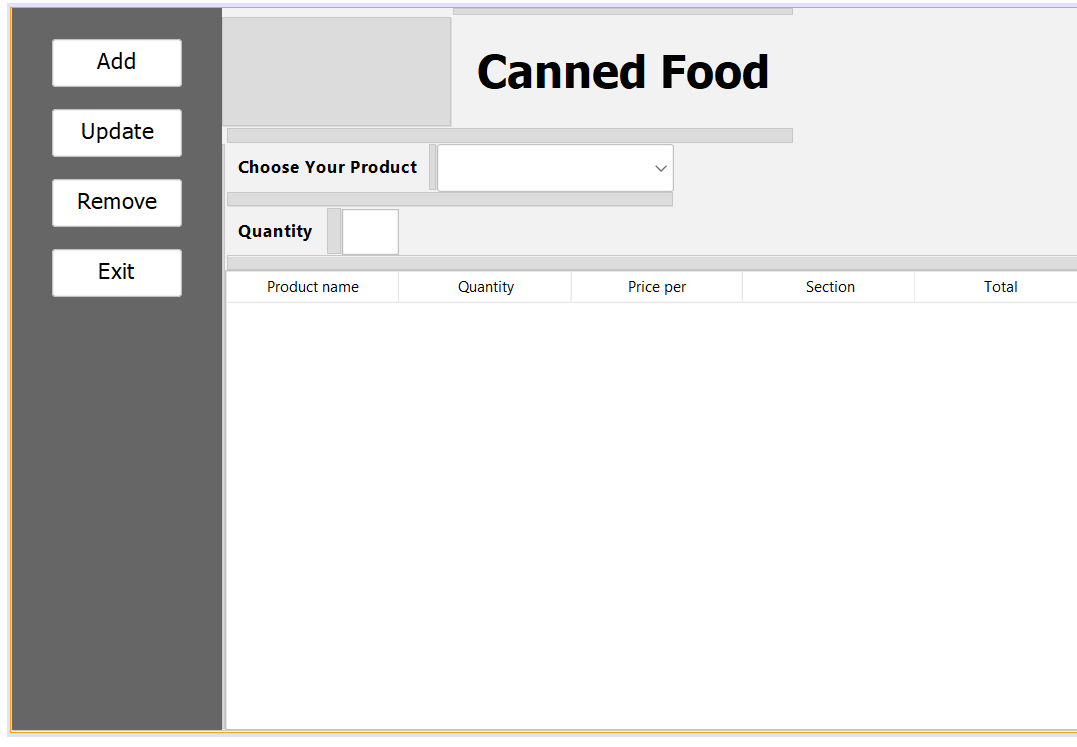 Add
Update
Remove
Exit
Canned Food
Choose Your Product
Quantity
Product name Quantity Price per Section Total